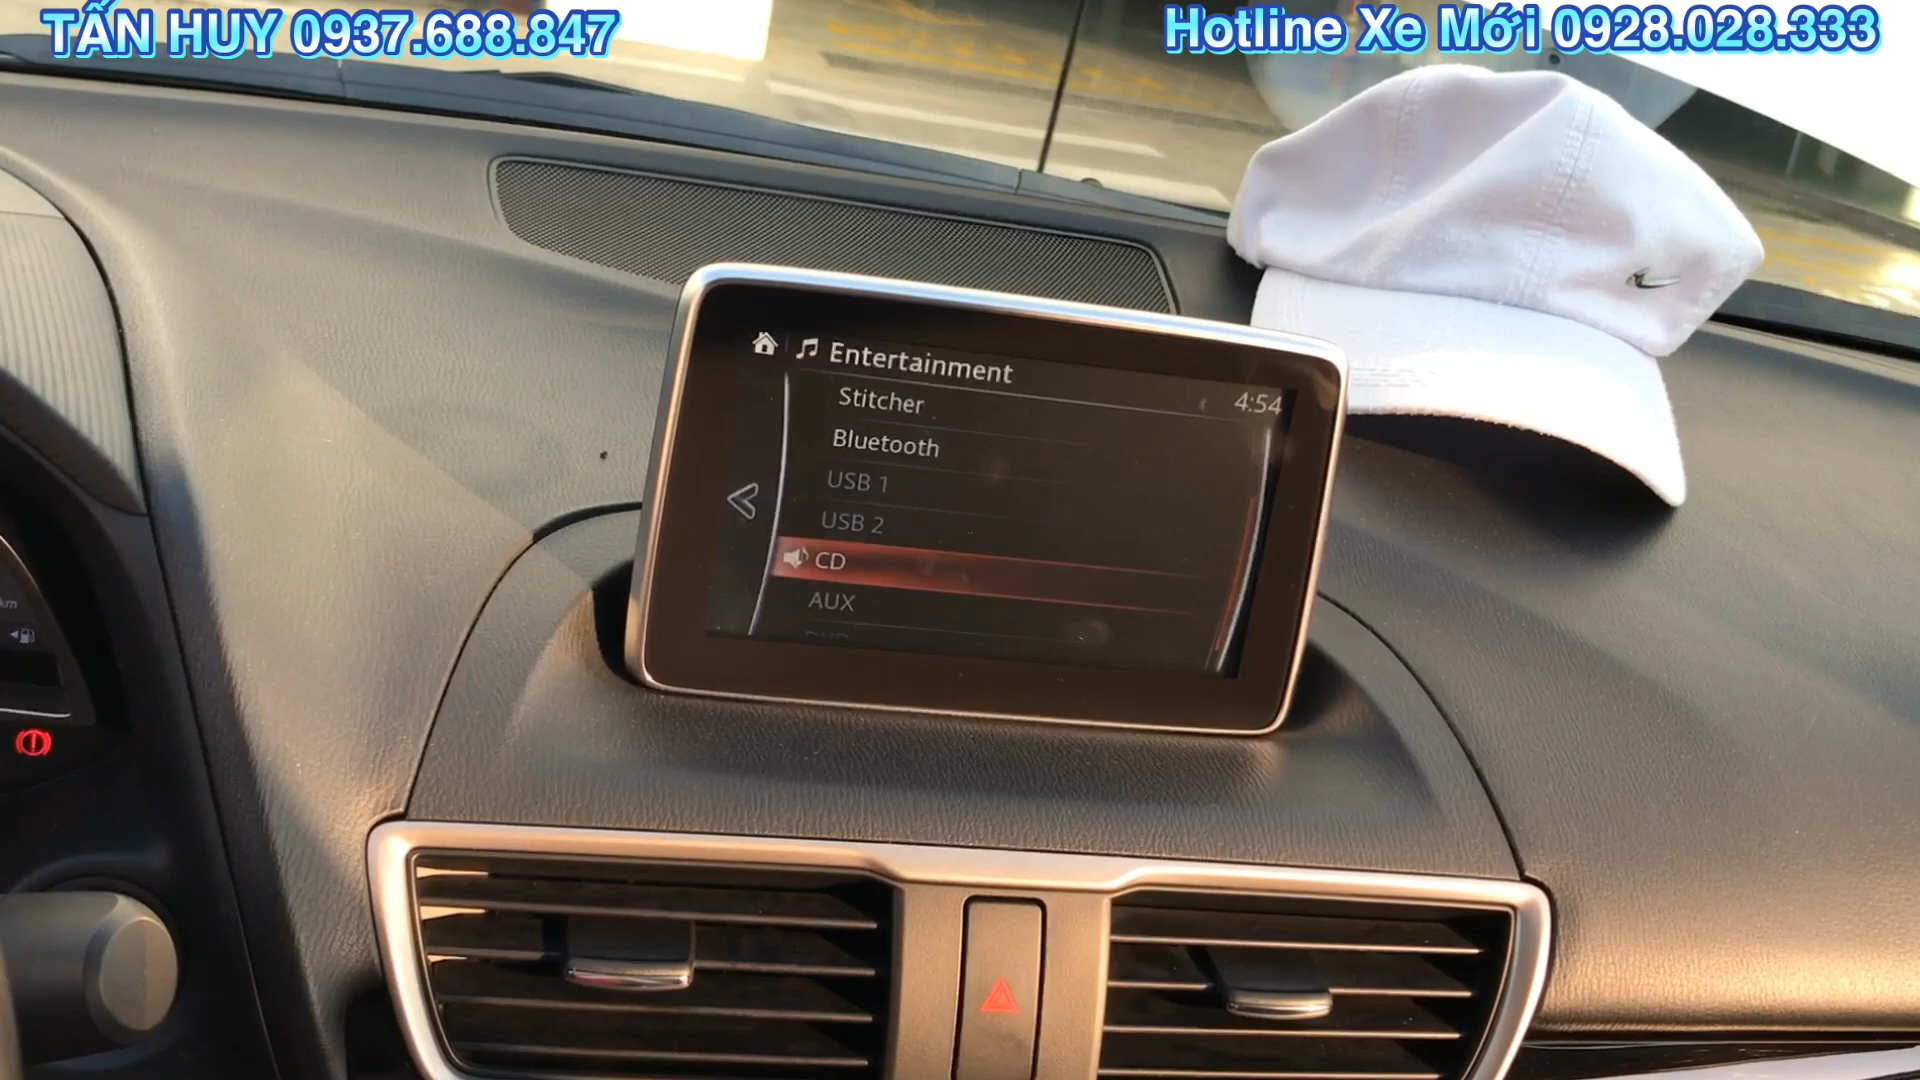 TẤN HUY 0937.688.847
Hotline Xe Mới 0928.028.333
Entertainment
4:54
Stitcher
Bluetooth
USB 1
USB 2
CD
AUX
km